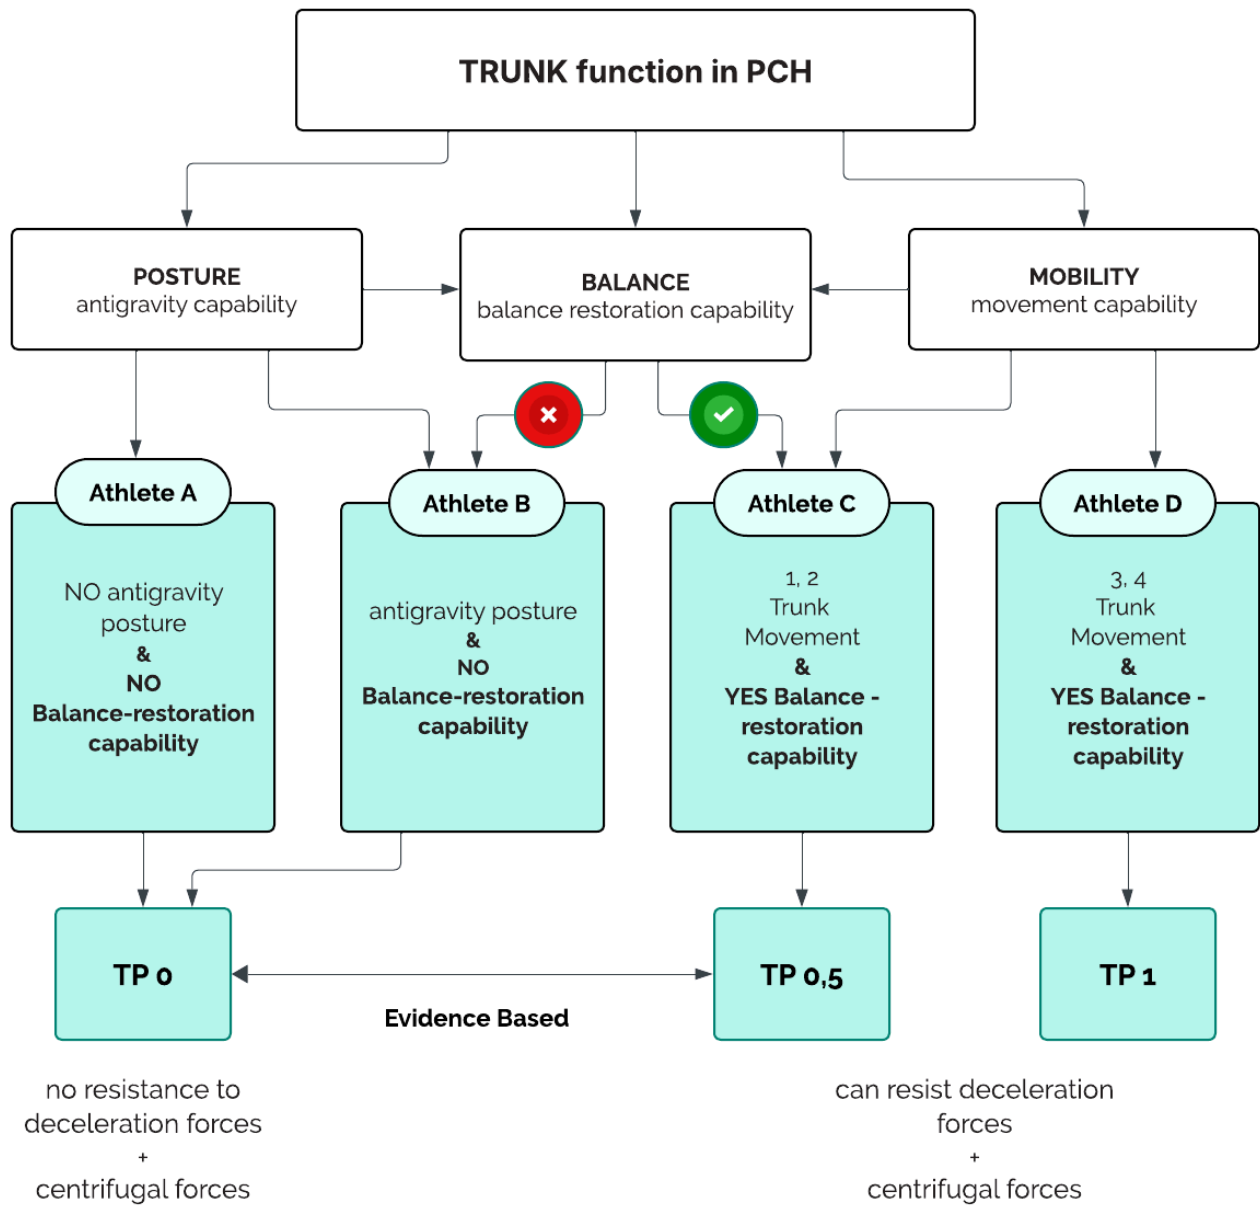 TRUNK function in PCH
POSTURE
antigravity capability
BALANCE
balance restoration capability
MOBILITY
movement capability
Athlete A
NO antigravity
posture
&
NO
Balance-restoration
capability
Athlete B
antigravity posture
&
NO
Balance-restoration
capability
Athlete C
1, 2
Trunk
Movement
&
YES Balance -
restoration
capability
Athlete D
3, 4
Trunk
Movement
&
YES Balance -
restoration
capability
TP 0
Evidence Based
TP 0,5
TP 1
no resistance to
deceleration forces
+
centrifugal forces
can resist deceleration
forces
+
centrifugal forces